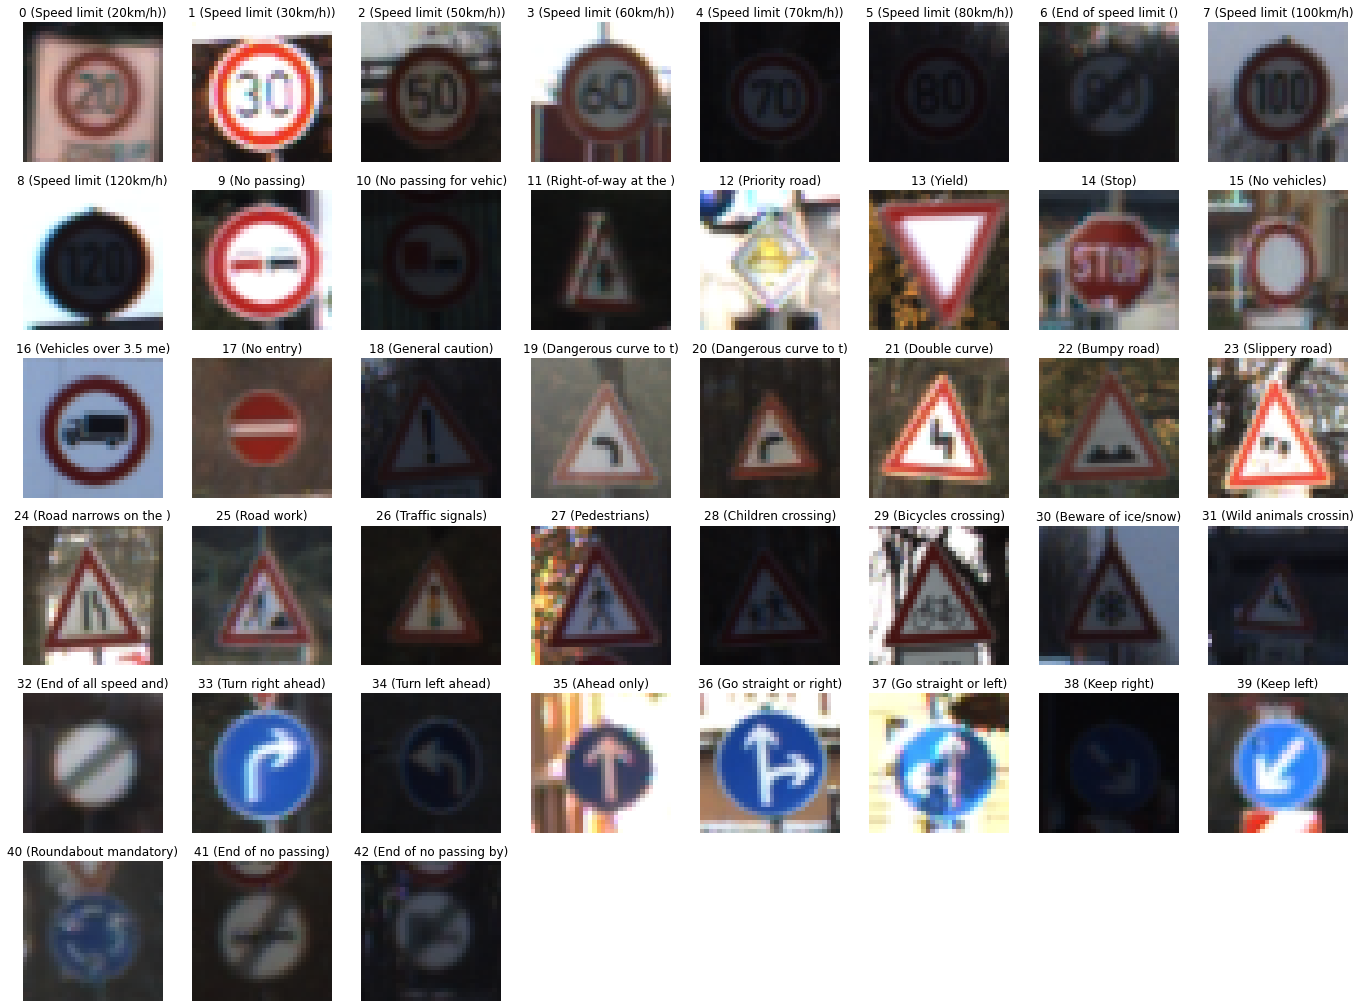 0 (Speed limit (20km/h))
1 (Speed limit (30km/h))
2 (Speed limit (50km/h))
3 (Speed limit (60km/h))
4 (Speed limit (70km/h))
5 (Speed limit (80km/h))
6 (End of speed limit ()
7 (Speed limit (100km/h)
20
30
50
60
70
80
80
100
8 (Speed limit (120km/h)
9 (No passing)
10 (No passing for vehic)
11 (Right-of-way at the )
12 (Priority road)
13 (Yield)
14 (Stop)
15 (No vehicles)
120
STOP
16 (Vehicles over 3.5 me)
17 (No entry)
18 (General caution)
19 (Dangerous curve to t)
20 (Dangerous curve to t)
21 (Double curve)
22 (Bumpy road)
23 (Slippery road)
24 (Road narrows on the )
25 (Road work)
26 (Traffic signals)
27 (Pedestrians)
28 (Children crossing)
29 (Bicycles crossing)
30 (Beware of ice/snow)
31 (Wild animals crossin)
32 (End of all speed and)
33 (Turn right ahead)
34 (Turn left ahead)
35 (Ahead only)
36 (Go straight or right)
37 (Go straight or left)
38 (Keep right)
39 (Keep left)
40 (Roundabout mandatory)
41 (End of no passing)
42 (End of no passing by)